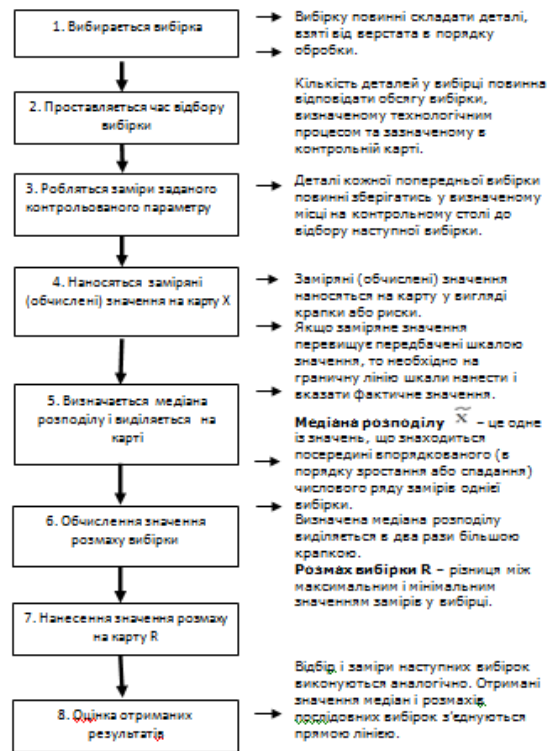 1. Вибирається вибірка
Вибірку повинні складати деталі,
взяті від верстата в порядку
обробки.
2. Проставляється час відбору
вибірки
Кількість деталей у вибірці повинна
відповідати обсягу вибірки,
визначеному технологічним
процесом та зазначеному в
контрольній карті.
3. Робляться заміри заданого
контрольованого параметру
Деталі кожної попередньої вибірки
повинні зберігатись у визначеному
місці на контрольному столі до
відбору наступної вибірки.
4. Наносяться заміряні
(обчислені) значення на карту X
Заміряні (обчислені) значення
наносяться на карту у вигляді
крапки або риски.
Якщо заміряне значення
перевищує передбачені шкалою
значення, то необхідно на
граничну лінію шкали нанести і
вказати фактичне значення.
5. Визначається медіана
розподілу і виділяється на
карті
Медіана розподілу x̃ – це одне
із значень, що знаходиться
посередині впорядкованого (в
порядку зростання або спадання)
числового ряду замірів однієї
вибірки.
6. Обчислення значення
розмаху вибірки
Визначена медіана розподілу
виділяється в два рази більшою
крапкою.
Розмах вибірки R – різниця між
максимальним і мінімальним
значенням замірів у вибірці.
7. Нанесення значення розмаху
на карту R
8. Оцінка отриманих
результатів
Відбір і заміри наступних вибірок
виконуються аналогічно. Отримані
значення медіан і розмахів
послідовних вибірок з'єднуються
прямою лінією.